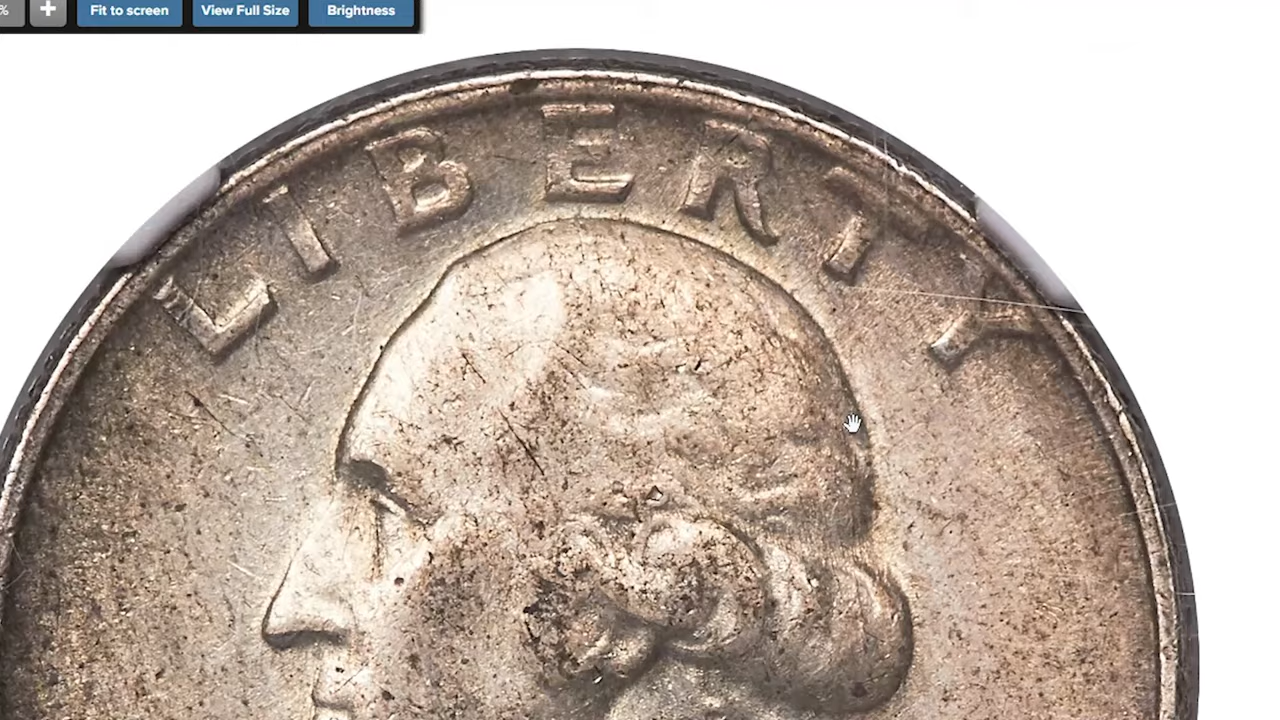 %
+
Fit to screen
View Full Size
Brightness
LIBERTY